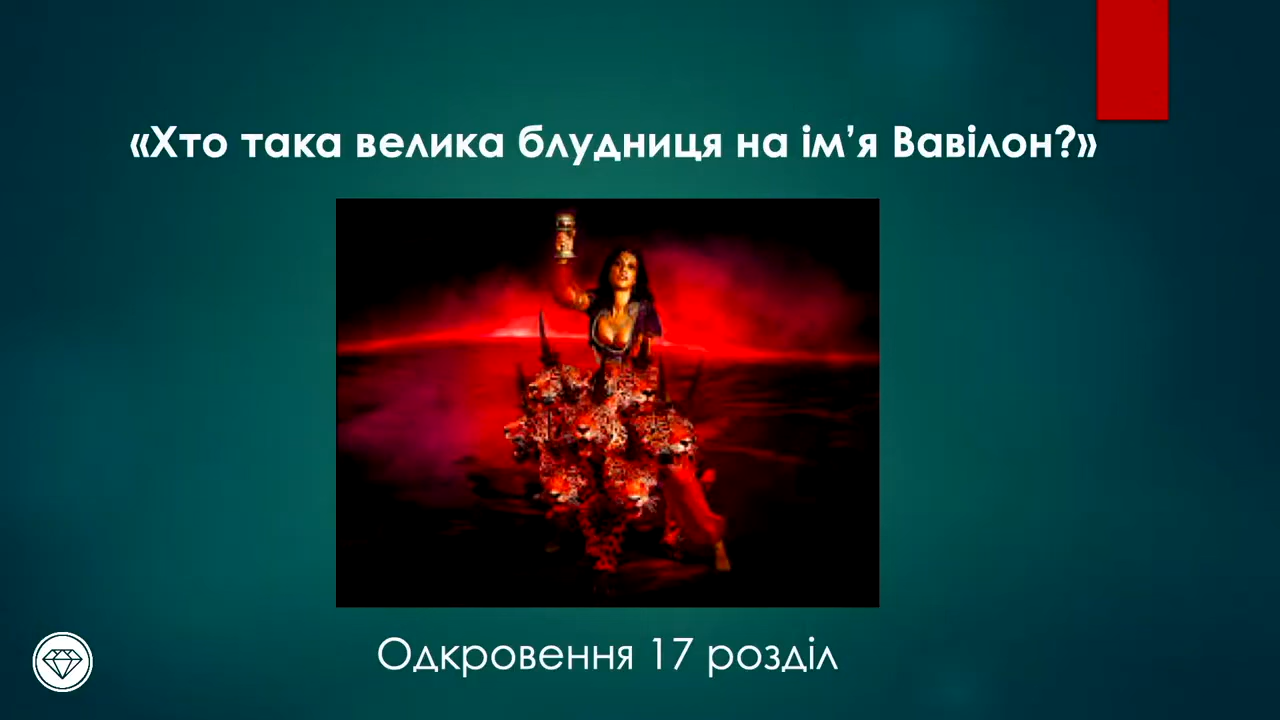 «Хто така велика блудниця на ім’я Вавілон?»
Одкровення 17 розділ